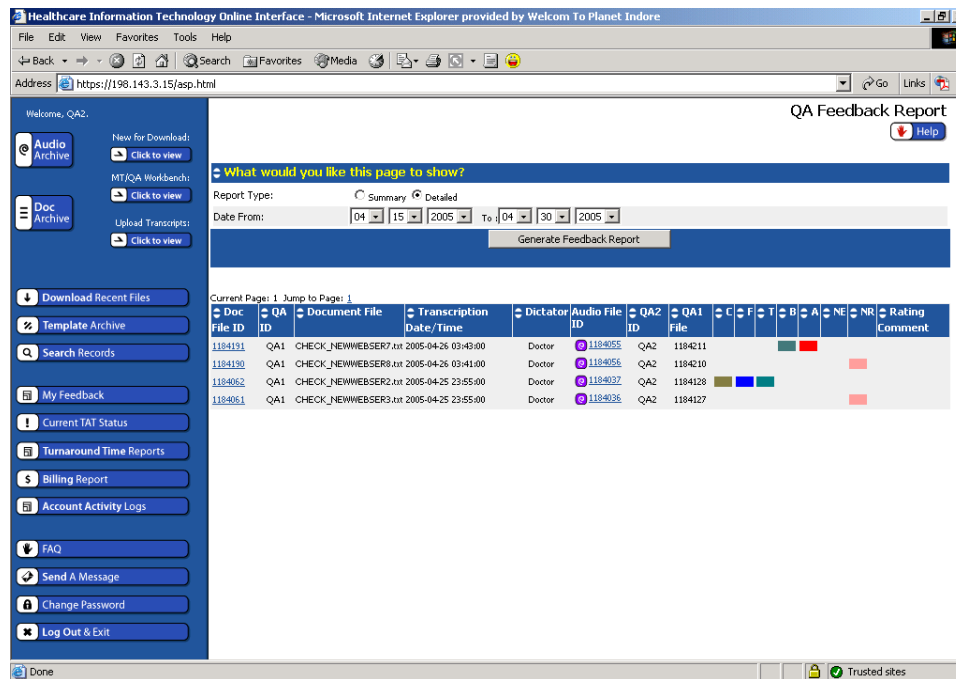 Healthcare Information Technology Online Interface - Microsoft Internet Explorer provided by Welcom To Planet Indore
File Edit View Favorites Tools Help
Back Search Favorites Media
Address https://198.143.3.15/asp.html Go Links
Welcome, QA2.
Audio Archive
New for Download:
Click to view
MT/QA Workbench:
Click to view
Doc Archive
Upload Transcripts:
Click to view
Download Recent Files
Template Archive
Search Records
My Feedback
Current TAT Status
Turnaround Time Reports
Billing Report
Account Activity Logs
FAQ
Send A Message
Change Password
Log Out & Exit
QA Feedback Report
Help
What would you like this page to show?
Report Type: Summary Detailed
Date From: 04 15 2005 To : 04 30 2005
Generate Feedback Report
Current Page: 1 Jump to Page: 1
Doc File ID QA ID Document File Transcription Date/Time Dictator Audio File ID QA2 ID QA1 File C F T B A NE NR Rating Comment
1184191 QA1 CHECK_NEWWEBSER7.txt 2005-04-26 03:43:00 Doctor 1184055 QA2 1184211
1184190 QA1 CHECK_NEWWEBSER8.txt 2005-04-26 03:41:00 Doctor 1184056 QA2 1184210
1184062 QA1 CHECK_NEWWEBSER2.txt 2005-04-25 23:55:00 Doctor 1184037 QA2 1184128
1184061 QA1 CHECK_NEWWEBSER3.txt 2005-04-25 23:55:00 Doctor 1184036 QA2 1184127
Done Trusted sites